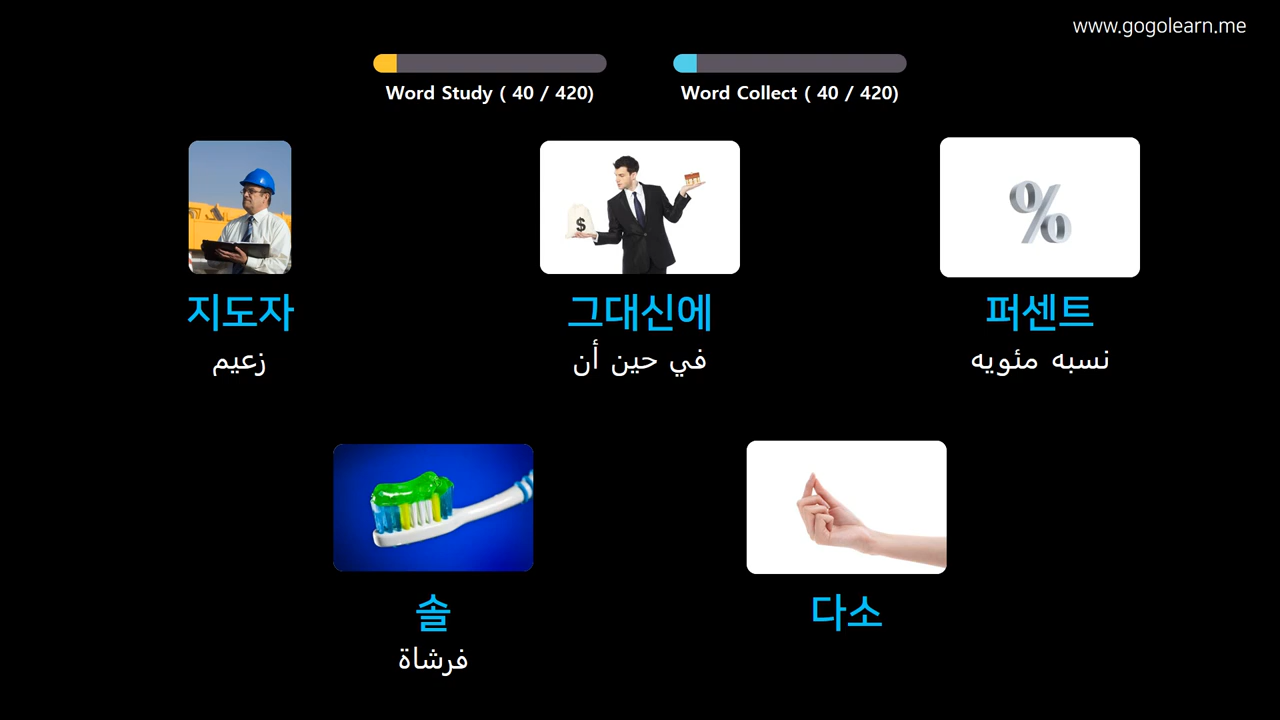 www.gogolearn.me
Word Study ( 40 / 420)
Word Collect ( 40 / 420)
지도자
زعيم
그대신에
في حين أن
퍼센트
نسبه مئويه
솔
فرشاة
다소